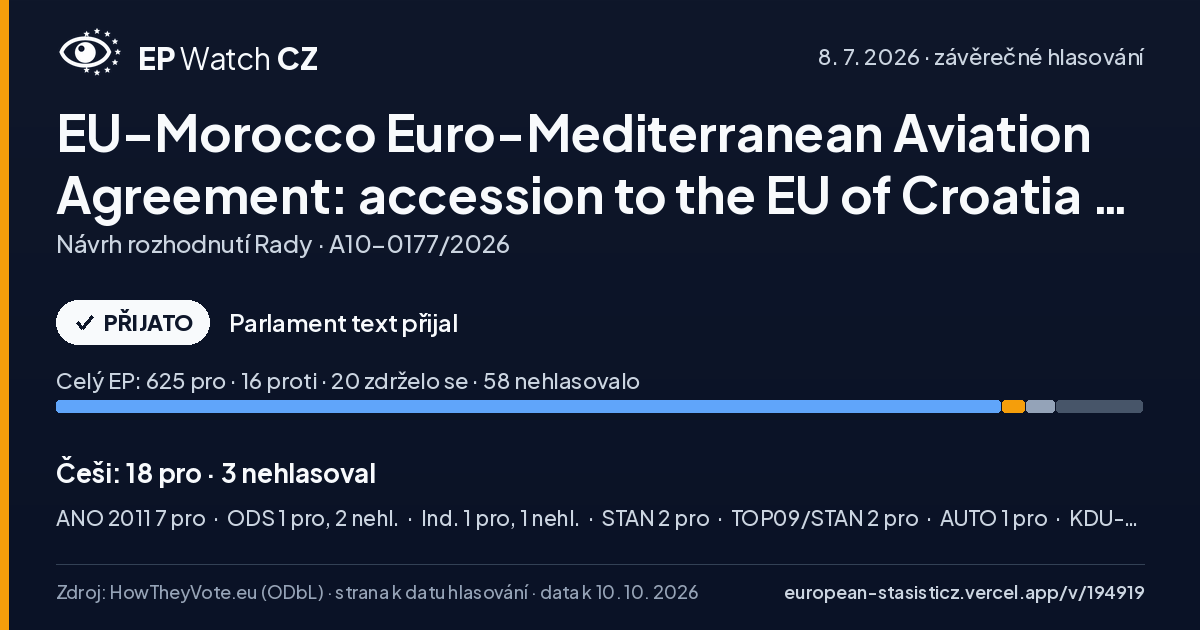 EP Watch CZ
8. 7. 2026 · závěrečné hlasování
EU–Morocco Euro-Mediterranean Aviation
Agreement: accession to the EU of Croatia …
Návrh rozhodnutí Rady · A10-0177/2026
✓ PŘIJATO
Parlament text přijal
Celý EP: 625 pro · 16 proti · 20 zdrželo se · 58 nehlasovalo
Češi: 18 pro · 3 nehlasoval
ANO 2011 7 pro · ODS 1 pro, 2 nehl. · Ind. 1 pro, 1 nehl. · STAN 2 pro · TOP09/STAN 2 pro · AUTO 1 pro · KDU-…
Zdroj: HowTheyVote.eu (ODbL) · strana k datu hlasování · data k 10. 10. 2026
european-stasisticz.vercel.app/v/194919